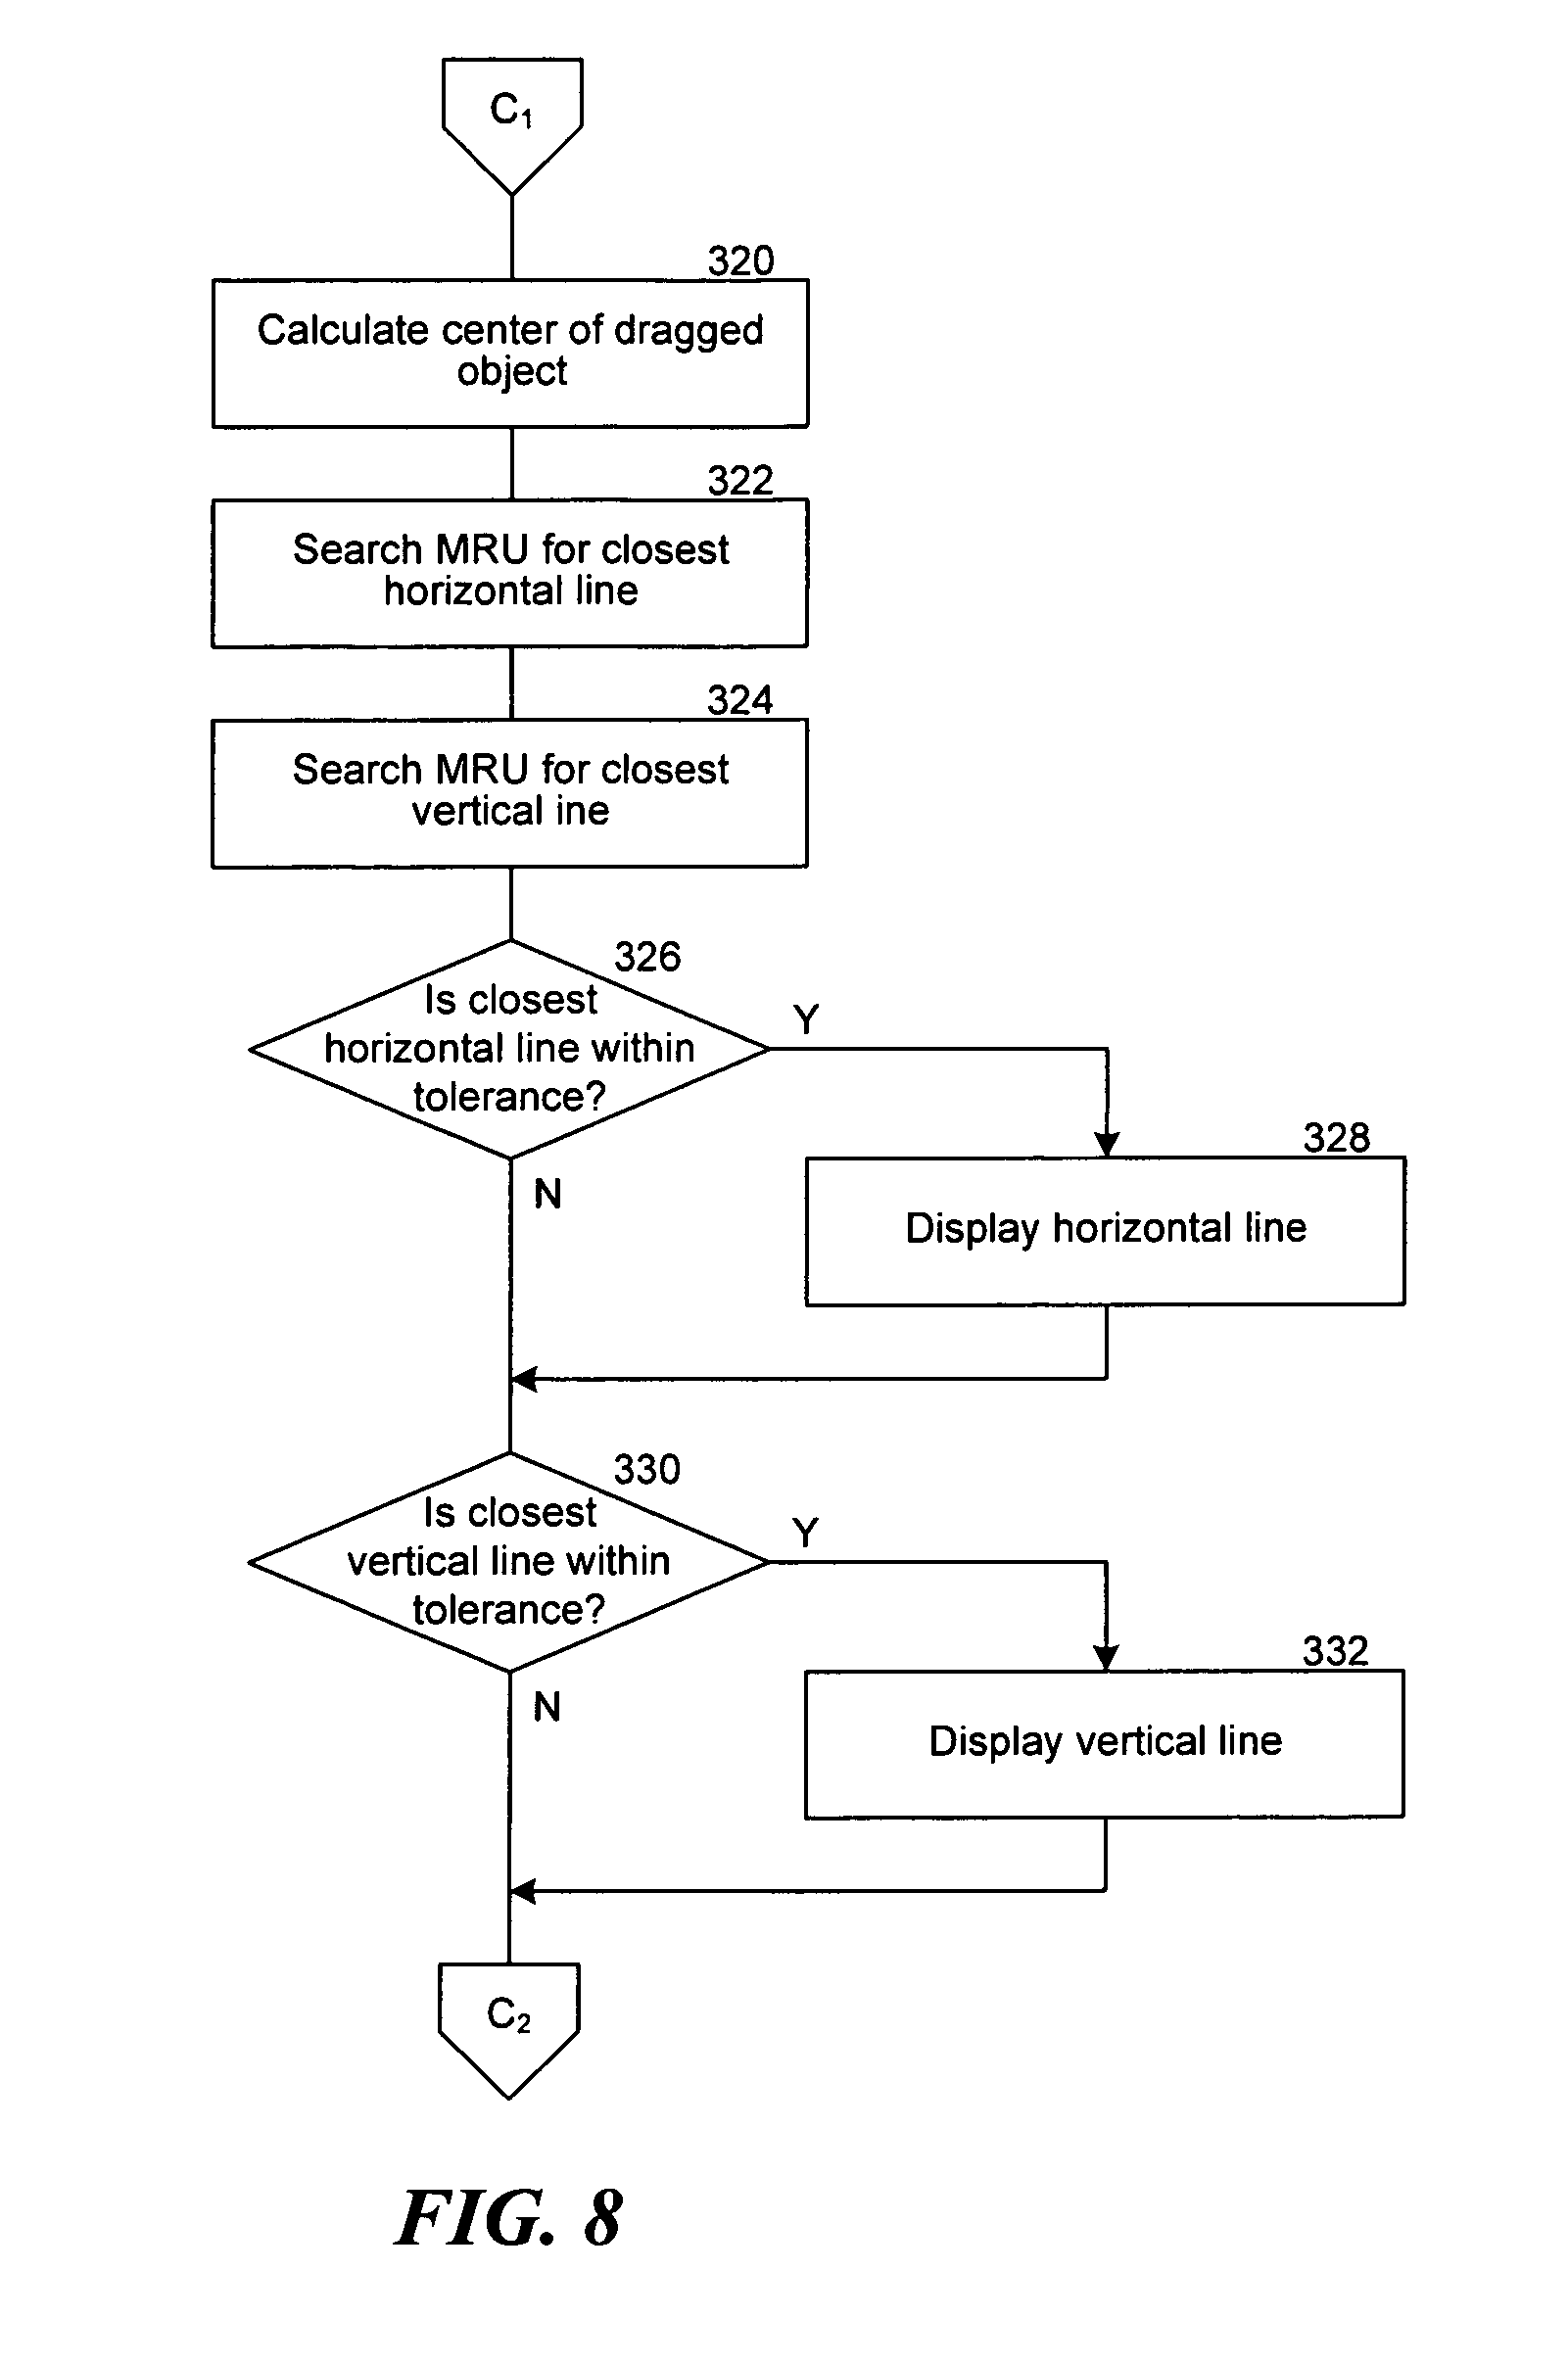 C1
320
Calculate center of dragged
object
322
Search MRU for closest
horizontal line
324
Search MRU for closest
vertical ine
326
Is closest
horizontal line within
tolerance?
Y
N
328
Display horizontal line
330
Is closest
vertical line within
tolerance?
Y
N
332
Display vertical line
C2
FIG. 8